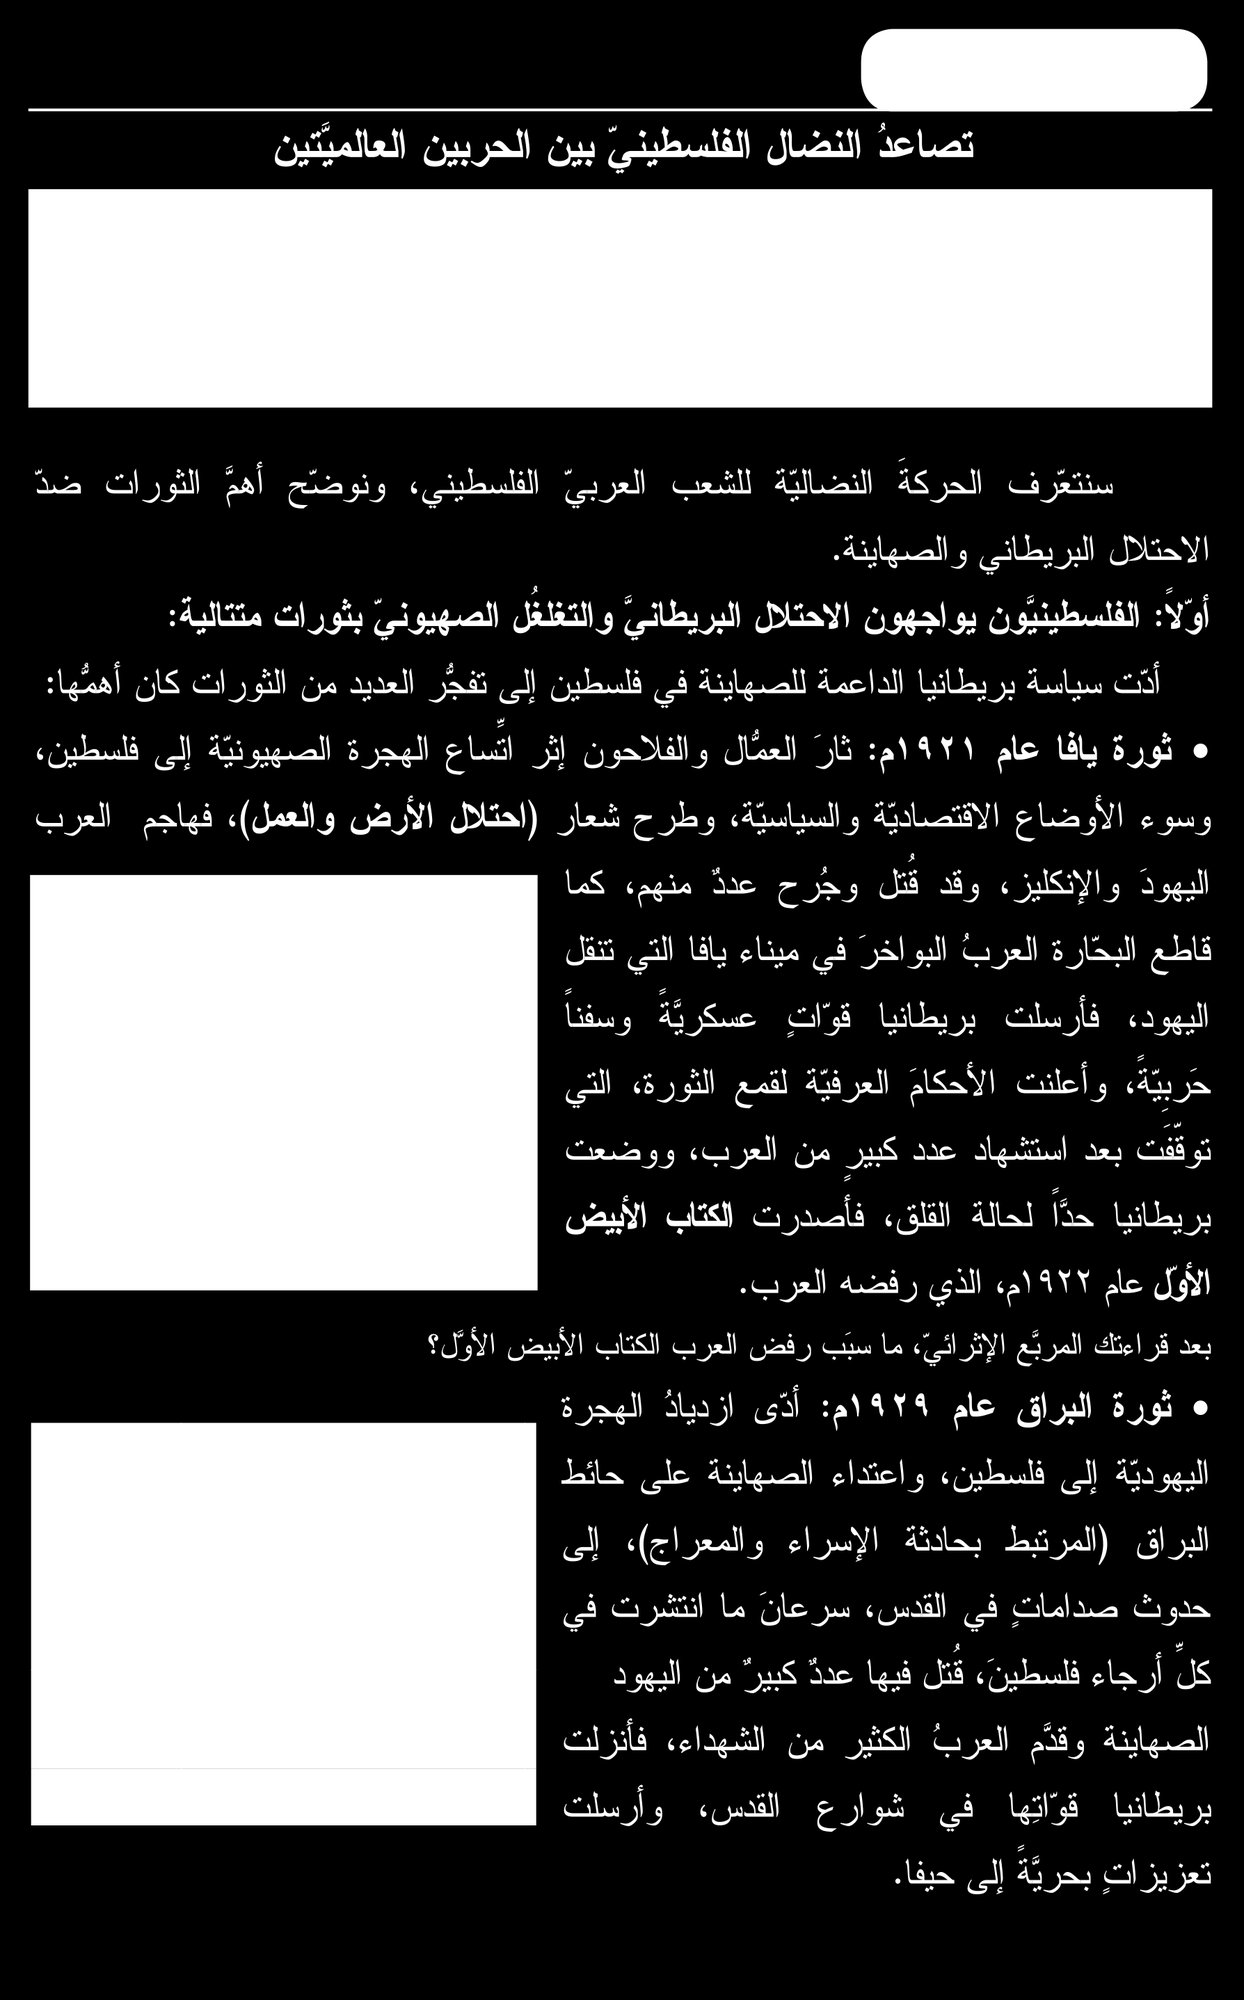 تصاعدُ النضال الفلسطينيّ بين الحربين العالميَّتين
سنتعّرف الحركةَ النضاليّة للشعب العربيّ الفلسطيني، ونوضّح أهمَّ الثورات ضدّ
الاحتلال البريطاني والصهاينة.
أوّلاً: الفلسطينيَّون يواجهون الاحتلال البريطانيَّ والتغلغُل الصهيونيّ بثورات متتالية:
أدّت سياسة بريطانيا الداعمة للصهاينة في فلسطين إلى تفجُّر العديد من الثورات كان أهمُّها:
• ثورة يافا عام ١٩٢١م: ثارَ العمُّال والفلاحون إثر اتِّساع الهجرة الصهيونيّة إلى فلسطين،
وسوء الأوضاع الاقتصاديّة والسياسيّة، وطرح شعار (احتلال الأرض والعمل)، فهاجم العرب
اليهودَ والإنكليز، وقد قُتل وجُرح عددٌ منهم، كما
قاطع البحّارة العربُ البواخرَ في ميناء يافا التي تنقل
اليهود، فأرسلت بريطانيا قوّاتٍ عسكريَّةً وسفناً
حَربِيّةً، وأعلنت الأحكامَ العرفيّة لقمع الثورة، التي
توقّفَت بعد استشهاد عدد كبيرٍ من العرب، ووضعت
بريطانيا حدَّاً لحالة القلق، فأصدرت الكتاب الأبيض
الأوّل عام ١٩٢٢م، الذي رفضه العرب.
بعد قراءتك المربَّع الإثرائيّ، ما سبَب رفض العرب الكتاب الأبيض الأوَّل؟
• ثورة البراق عام ١٩٢٩م: أدّى ازديادُ الهجرة
اليهوديّة إلى فلسطين، واعتداء الصهاينة على حائط
البراق (المرتبط بحادثة الإسراء والمعراج)، إلى
حدوث صداماتٍ في القدس، سرعانَ ما انتشرت في
كلِّ أرجاء فلسطينَ، قُتل فيها عددٌ كبيرٌ من اليهود
الصهاينة وقدَّم العربُ الكثير من الشهداء، فأنزلت
بريطانيا قوّاتِها في شوارع القدس، وأرسلت
تعزيزاتٍ بحريَّةً إلى حيفا.